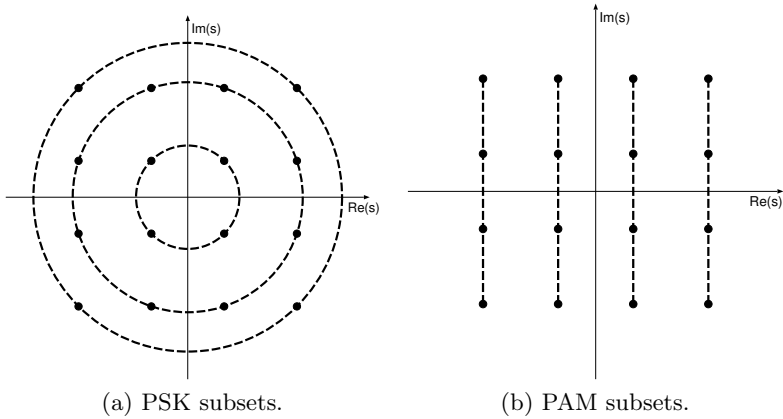 Im(s)
Re(s)
(a) PSK subsets.
Im(s)
Re(s)
(b) PAM subsets.